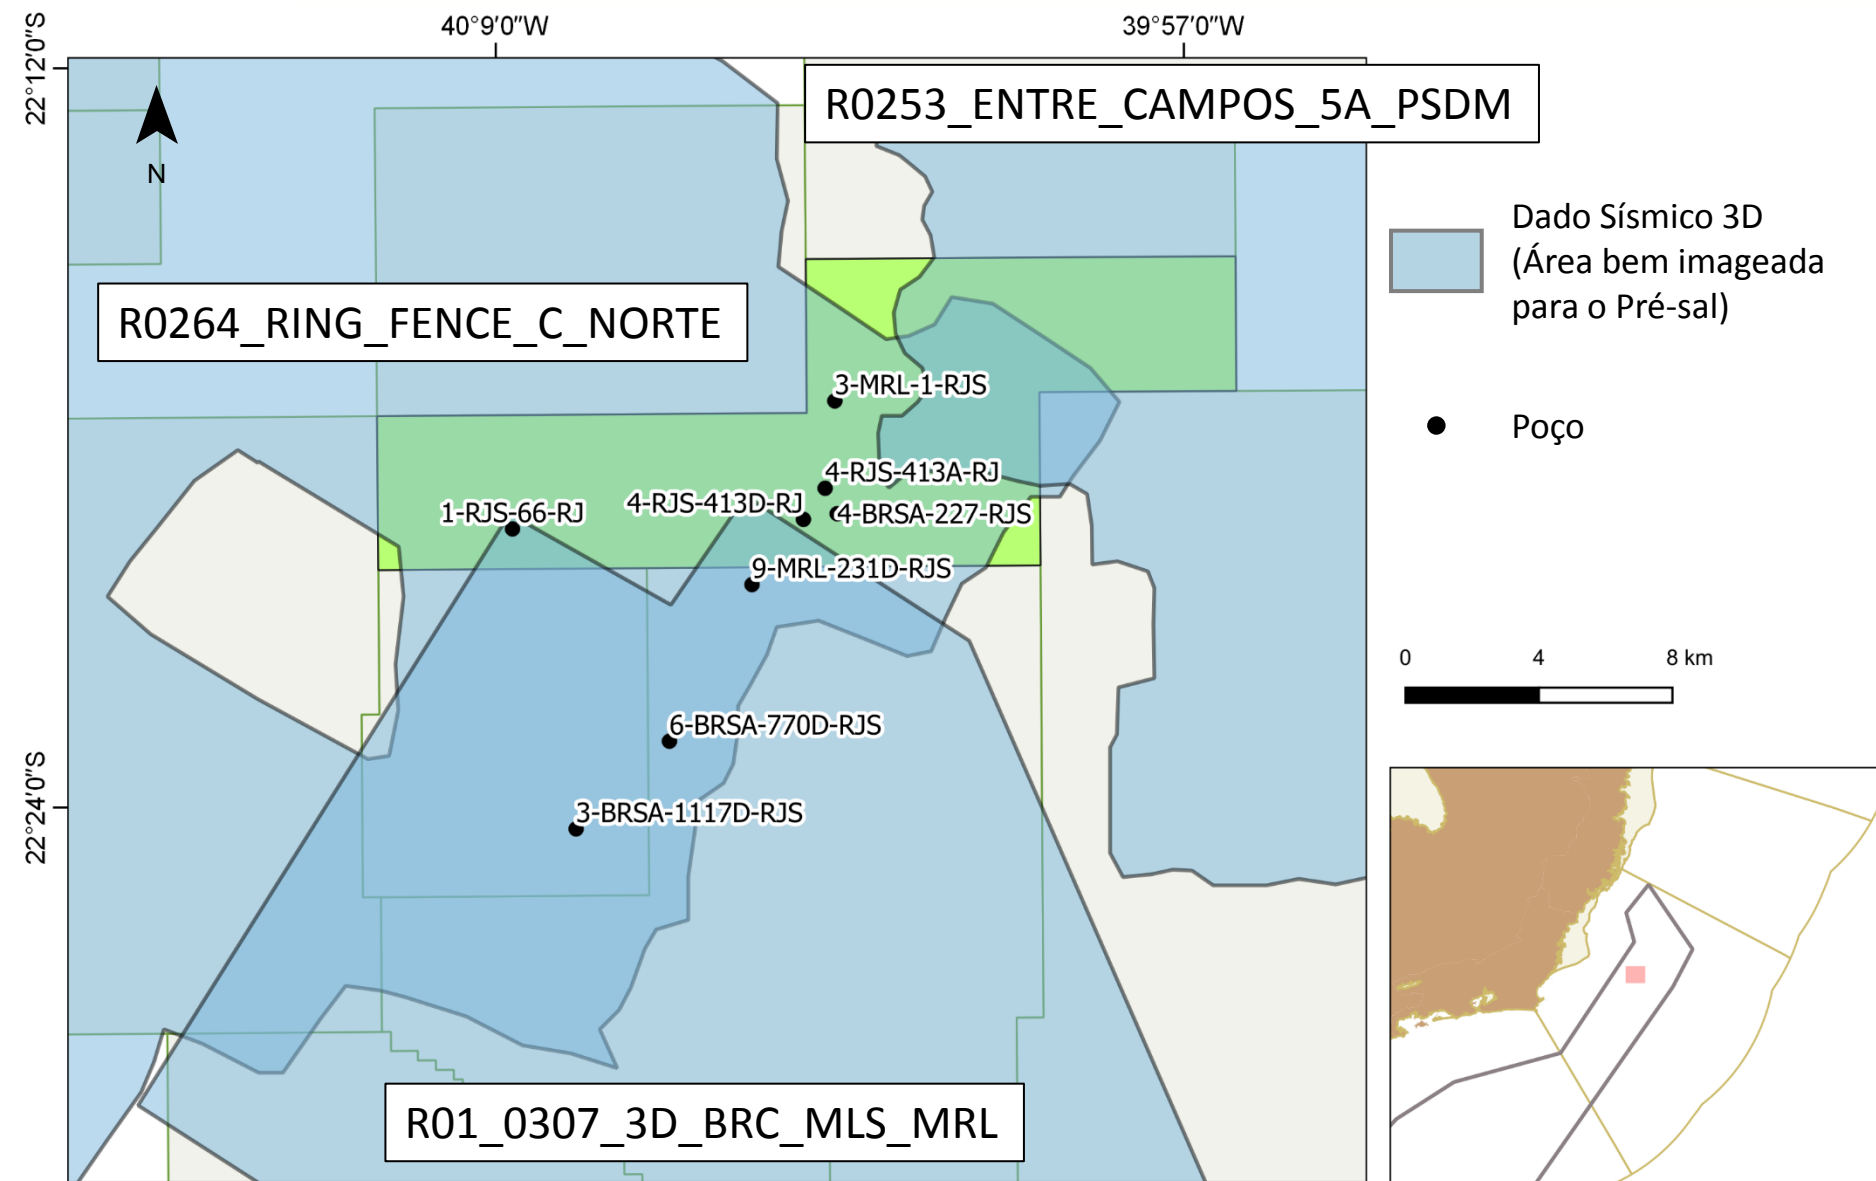 40°9′0″W
39°57′0″W
22°12′0″S
R0253_ENTRE_CAMPOS_5A_PSDM
N
Dado Sísmico 3D
(Área bem imageada
para o Pré-sal)
R0264_RING_FENCE_C_NORTE
3-MRL-1-RJS
Poço
4-RJS-413A-RJ
4-RJS-413D-RJ
1-RJS-66-RJ
4-BRSA-227-RJS
9-MRL-231D-RJS
0 4 8 km
6-BRSA-770D-RJS
22°24′0″S
3-BRSA-1117D-RJS
R01_0307_3D_BRC_MLS_MRL